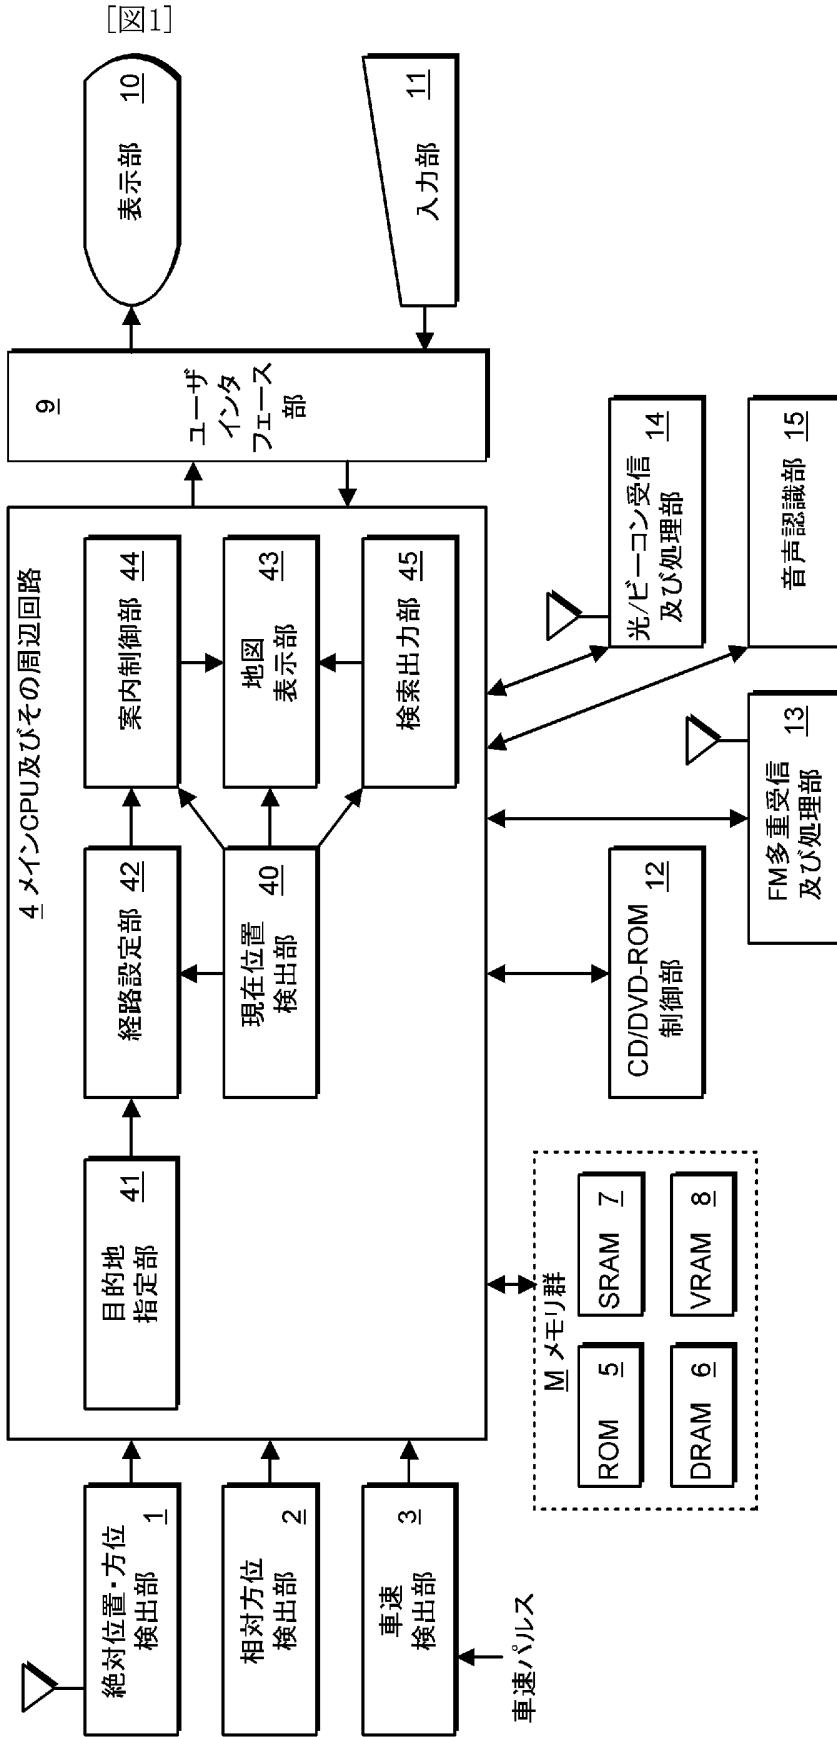 [図1]
4 メインCPU及びその周辺回路
絶対位置・方位
検出部 1
相対方位
検出部 2
車速
検出部 3
車速パルス
目的地
指定部 41
経路設定部 42
案内制御部 44
現在位置
検出部 40
地図
表示部 43
検索出力部 45
9
ユーザ
インタ
フェース
部
表示部 10
入力部 11
M メモリ群
ROM 5
SRAM 7
DRAM 6
VRAM 8
CD/DVD-ROM
制御部 12
FM多重受信
及び処理部 13
光/ビーコン受信
及び処理部 14
音声認識部 15